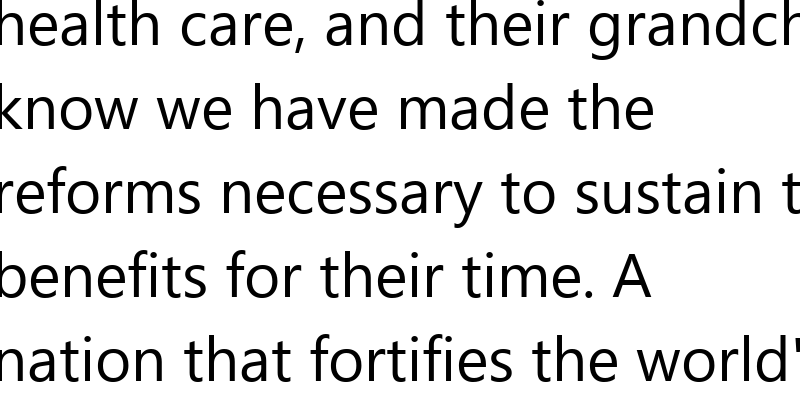 health care, and their grandch
know we have made the
reforms necessary to sustain t
benefits for their time. A
nation that fortifies the world'